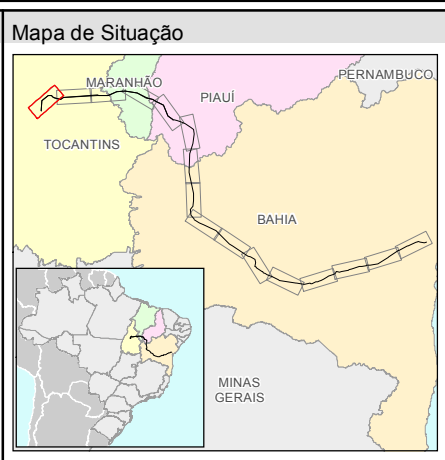 Mapa de Situação
PERNAMBUCO
MARANHÃO
PIAUÍ
TOCANTINS
BAHIA
MINAS
GERAIS